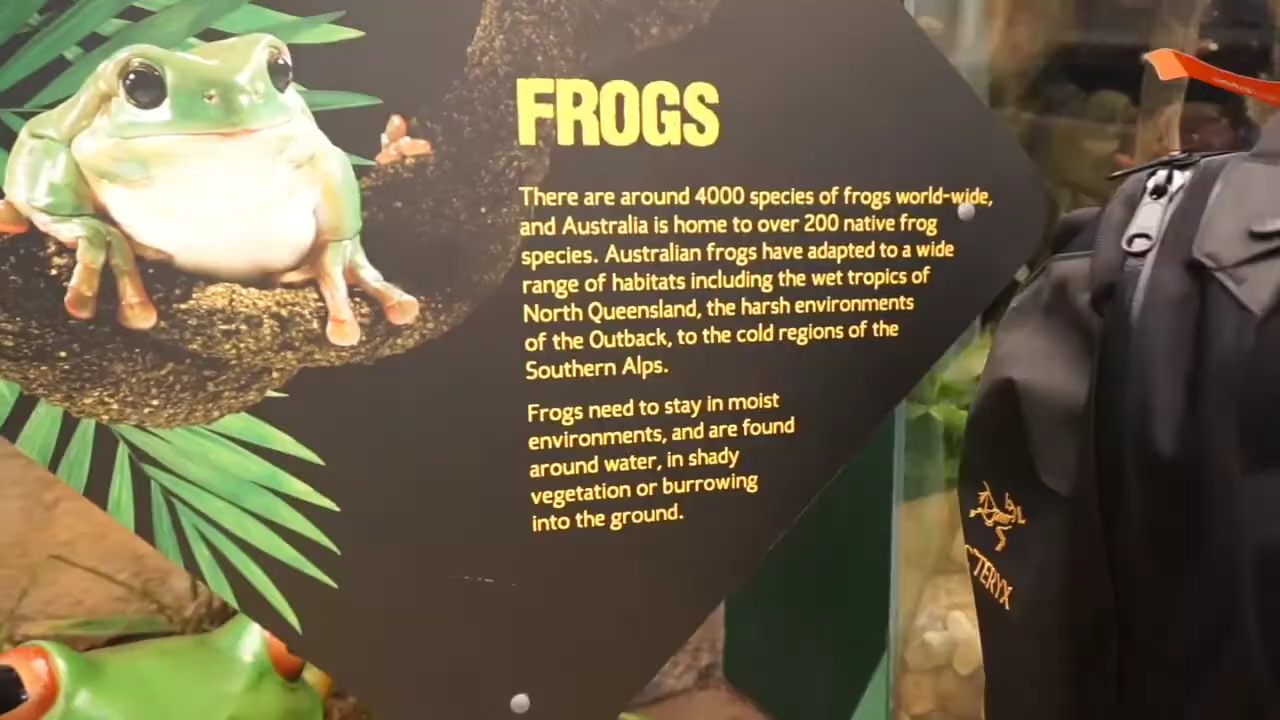 FROGS
There are around 4000 species of frogs world-wide,
and Australia is home to over 200 native frog
species. Australian frogs have adapted to a wide
range of habitats including the wet tropics of
North Queensland, the harsh environments
of the Outback, to the cold regions of the
Southern Alps.
Frogs need to stay in moist
environments, and are found
around water, in shady
vegetation or burrowing
into the ground.
C'TERYX